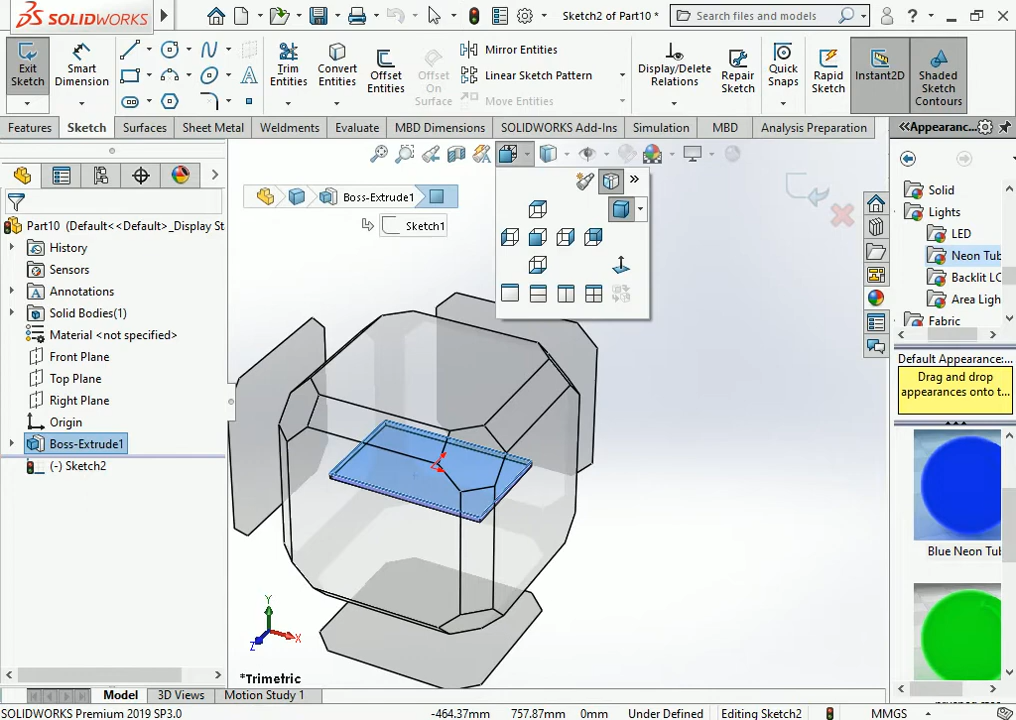 SOLIDWORKS
Sketch2 of Part10 *
Search files and models
Exit Sketch
Smart Dimension
Trim Entities
Convert Entities
Offset Entities
Offset On Surface
Mirror Entities
Linear Sketch Pattern
Move Entities
Display/Delete Relations
Repair Sketch
Quick Snaps
Rapid Sketch
Instant2D
Shaded Sketch Contours
Features
Sketch
Surfaces
Sheet Metal
Weldments
Evaluate
MBD Dimensions
SOLIDWORKS Add-Ins
Simulation
MBD
Analysis Preparation
<<Appearanc...
Part10 (Default<<Default>_Display St
History
Sensors
Annotations
Solid Bodies(1)
Material <not specified>
Front Plane
Top Plane
Right Plane
Origin
Boss-Extrude1
(-) Sketch2
Boss-Extrude1
Sketch1
Solid
Lights
LED
Neon Tub
Backlit LC
Area Ligh
Fabric
Default Appearance:...
Drag and drop
appearances onto t...
Blue Neon Tub
Y
X
Z
*Trimetric
Model
3D Views
Motion Study 1
SOLIDWORKS Premium 2019 SP3.0
-464.37mm
757.87mm
0mm
Under Defined
Editing Sketch2
MMGS